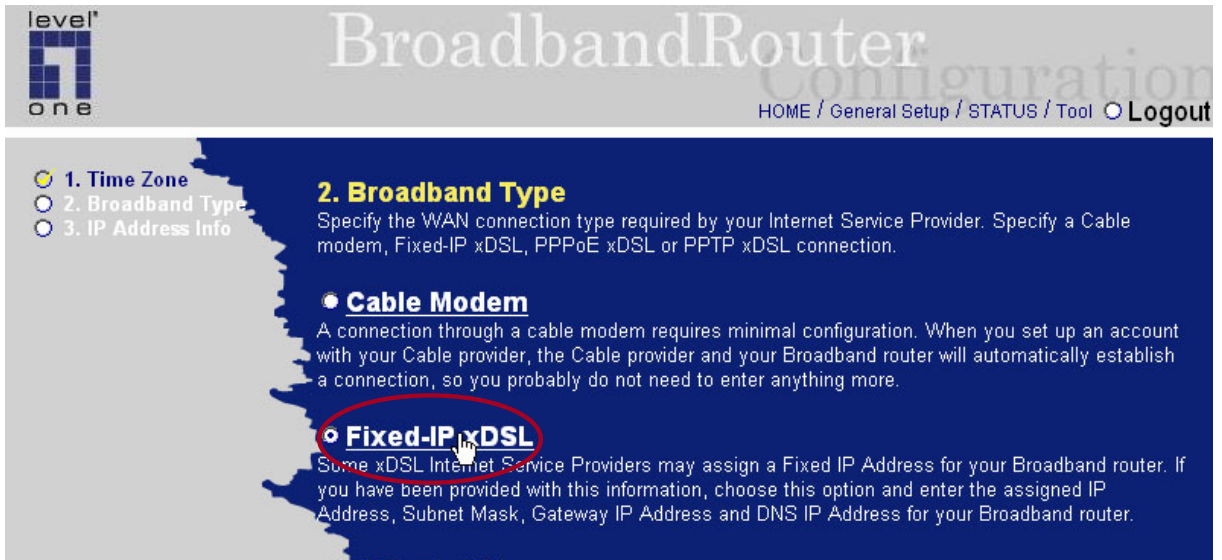 level
one
BroadbandRouter
Configuration
HOME / General Setup / STATUS / Tool Logout
1. Time Zone
2. Broadband Type
3. IP Address Info
2. Broadband Type
Specify the WAN connection type required by your Internet Service Provider. Specify a Cable
modem, Fixed-IP xDSL, PPPoE xDSL or PPTP xDSL connection.
Cable Modem
A connection through a cable modem requires minimal configuration. When you set up an account
with your Cable provider, the Cable provider and your Broadband router will automatically establish
a connection, so you probably do not need to enter anything more.
Fixed-IP xDSL
Some xDSL Internet Service Providers may assign a Fixed IP Address for your Broadband router. If
you have been provided with this information, choose this option and enter the assigned IP
Address, Subnet Mask, Gateway IP Address and DNS IP Address for your Broadband router.